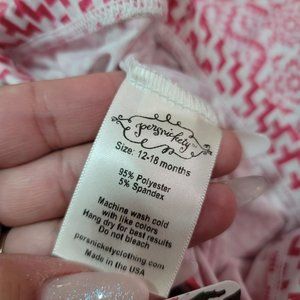 persnickety
Size: 12-18 months
95% Polyester
5% Spandex
Machine wash cold
with like colors
Hang dry for best results
Do not bleach
persnicketyclothing.com
Made in the USA